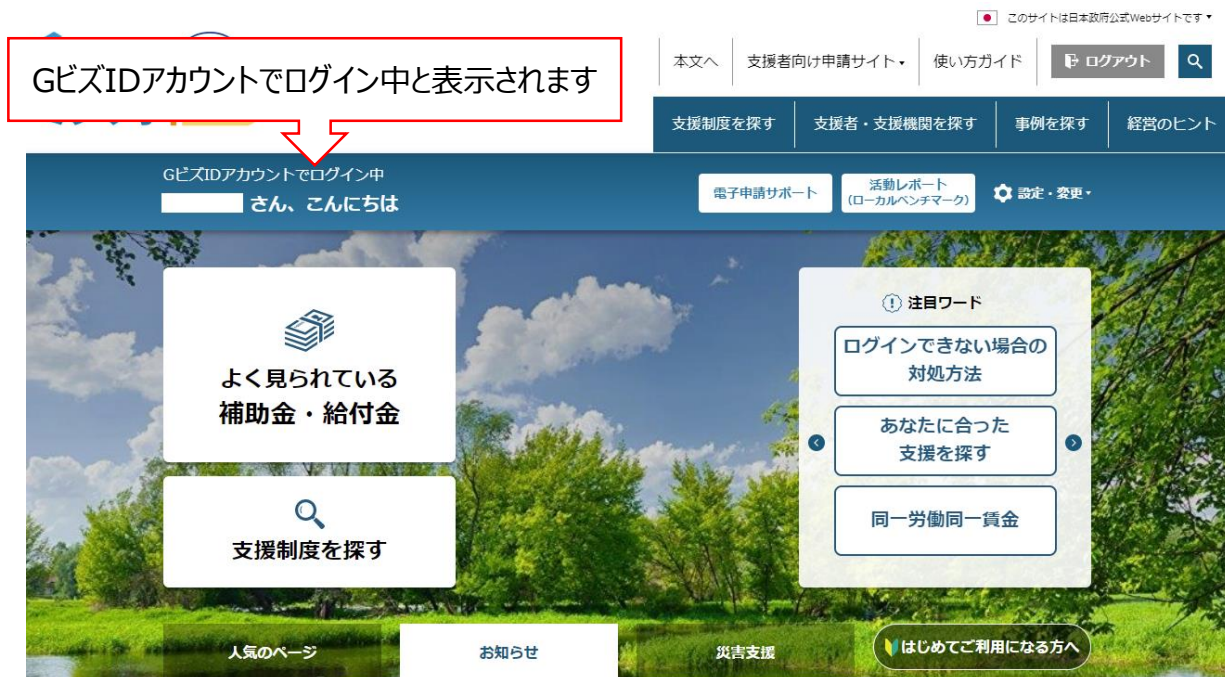 このサイトは日本政府公式Webサイトです
本文へ
支援者向け申請サイト
使い方ガイド
ログアウト
GビズIDアカウントでログイン中と表示されます
支援制度を探す
支援者・支援機関を探す
事例を探す
経営のヒント
GビズIDアカウントでログイン中
さん、こんにちは
電子申請サポート
活動レポート
(ローカルベンチマーク)
設定・変更
よく見られている
補助金・給付金
支援制度を探す
注目ワード
ログインできない場合の
対処方法
あなたに合った
支援を探す
同一労働同一賃金
人気のページ
お知らせ
災害支援
はじめてご利用になる方へ